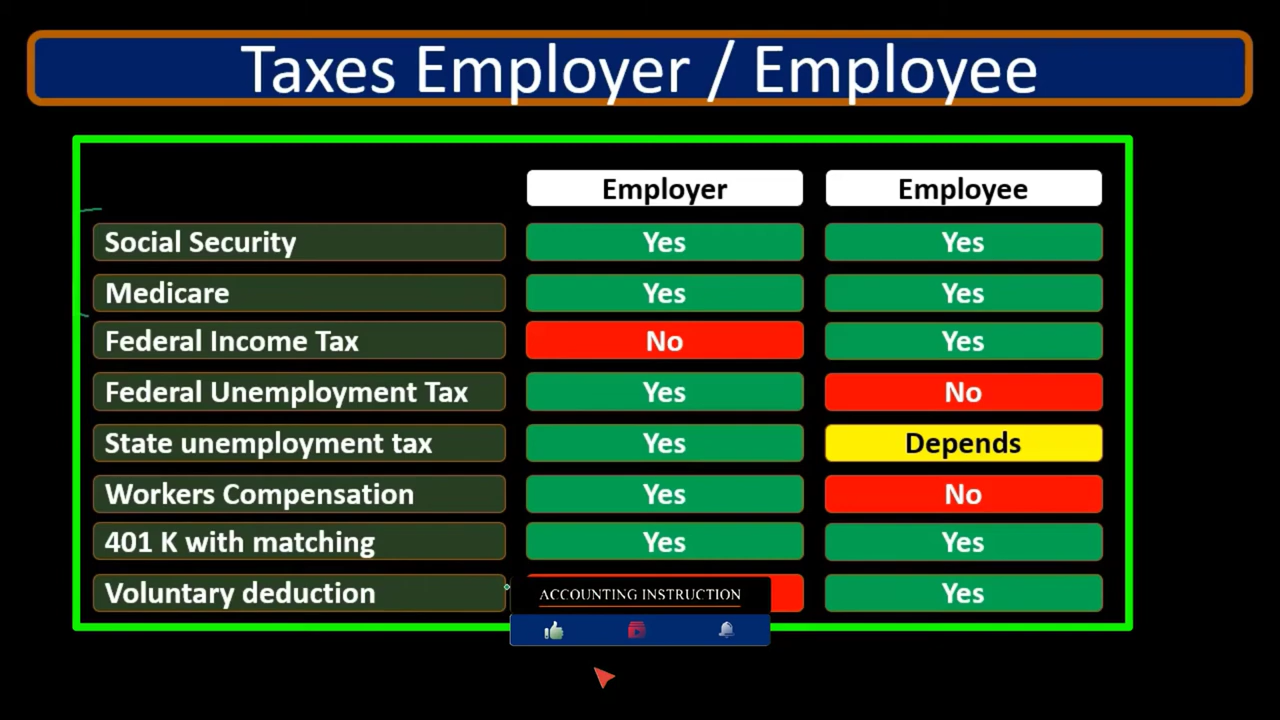 Taxes Employer / Employee
Employer Employee
Social Security Yes Yes
Medicare Yes Yes
Federal Income Tax No Yes
Federal Unemployment Tax Yes No
State unemployment tax Yes Depends
Workers Compensation Yes No
401 K with matching Yes Yes
Voluntary deduction Yes
ACCOUNTING INSTRUCTION